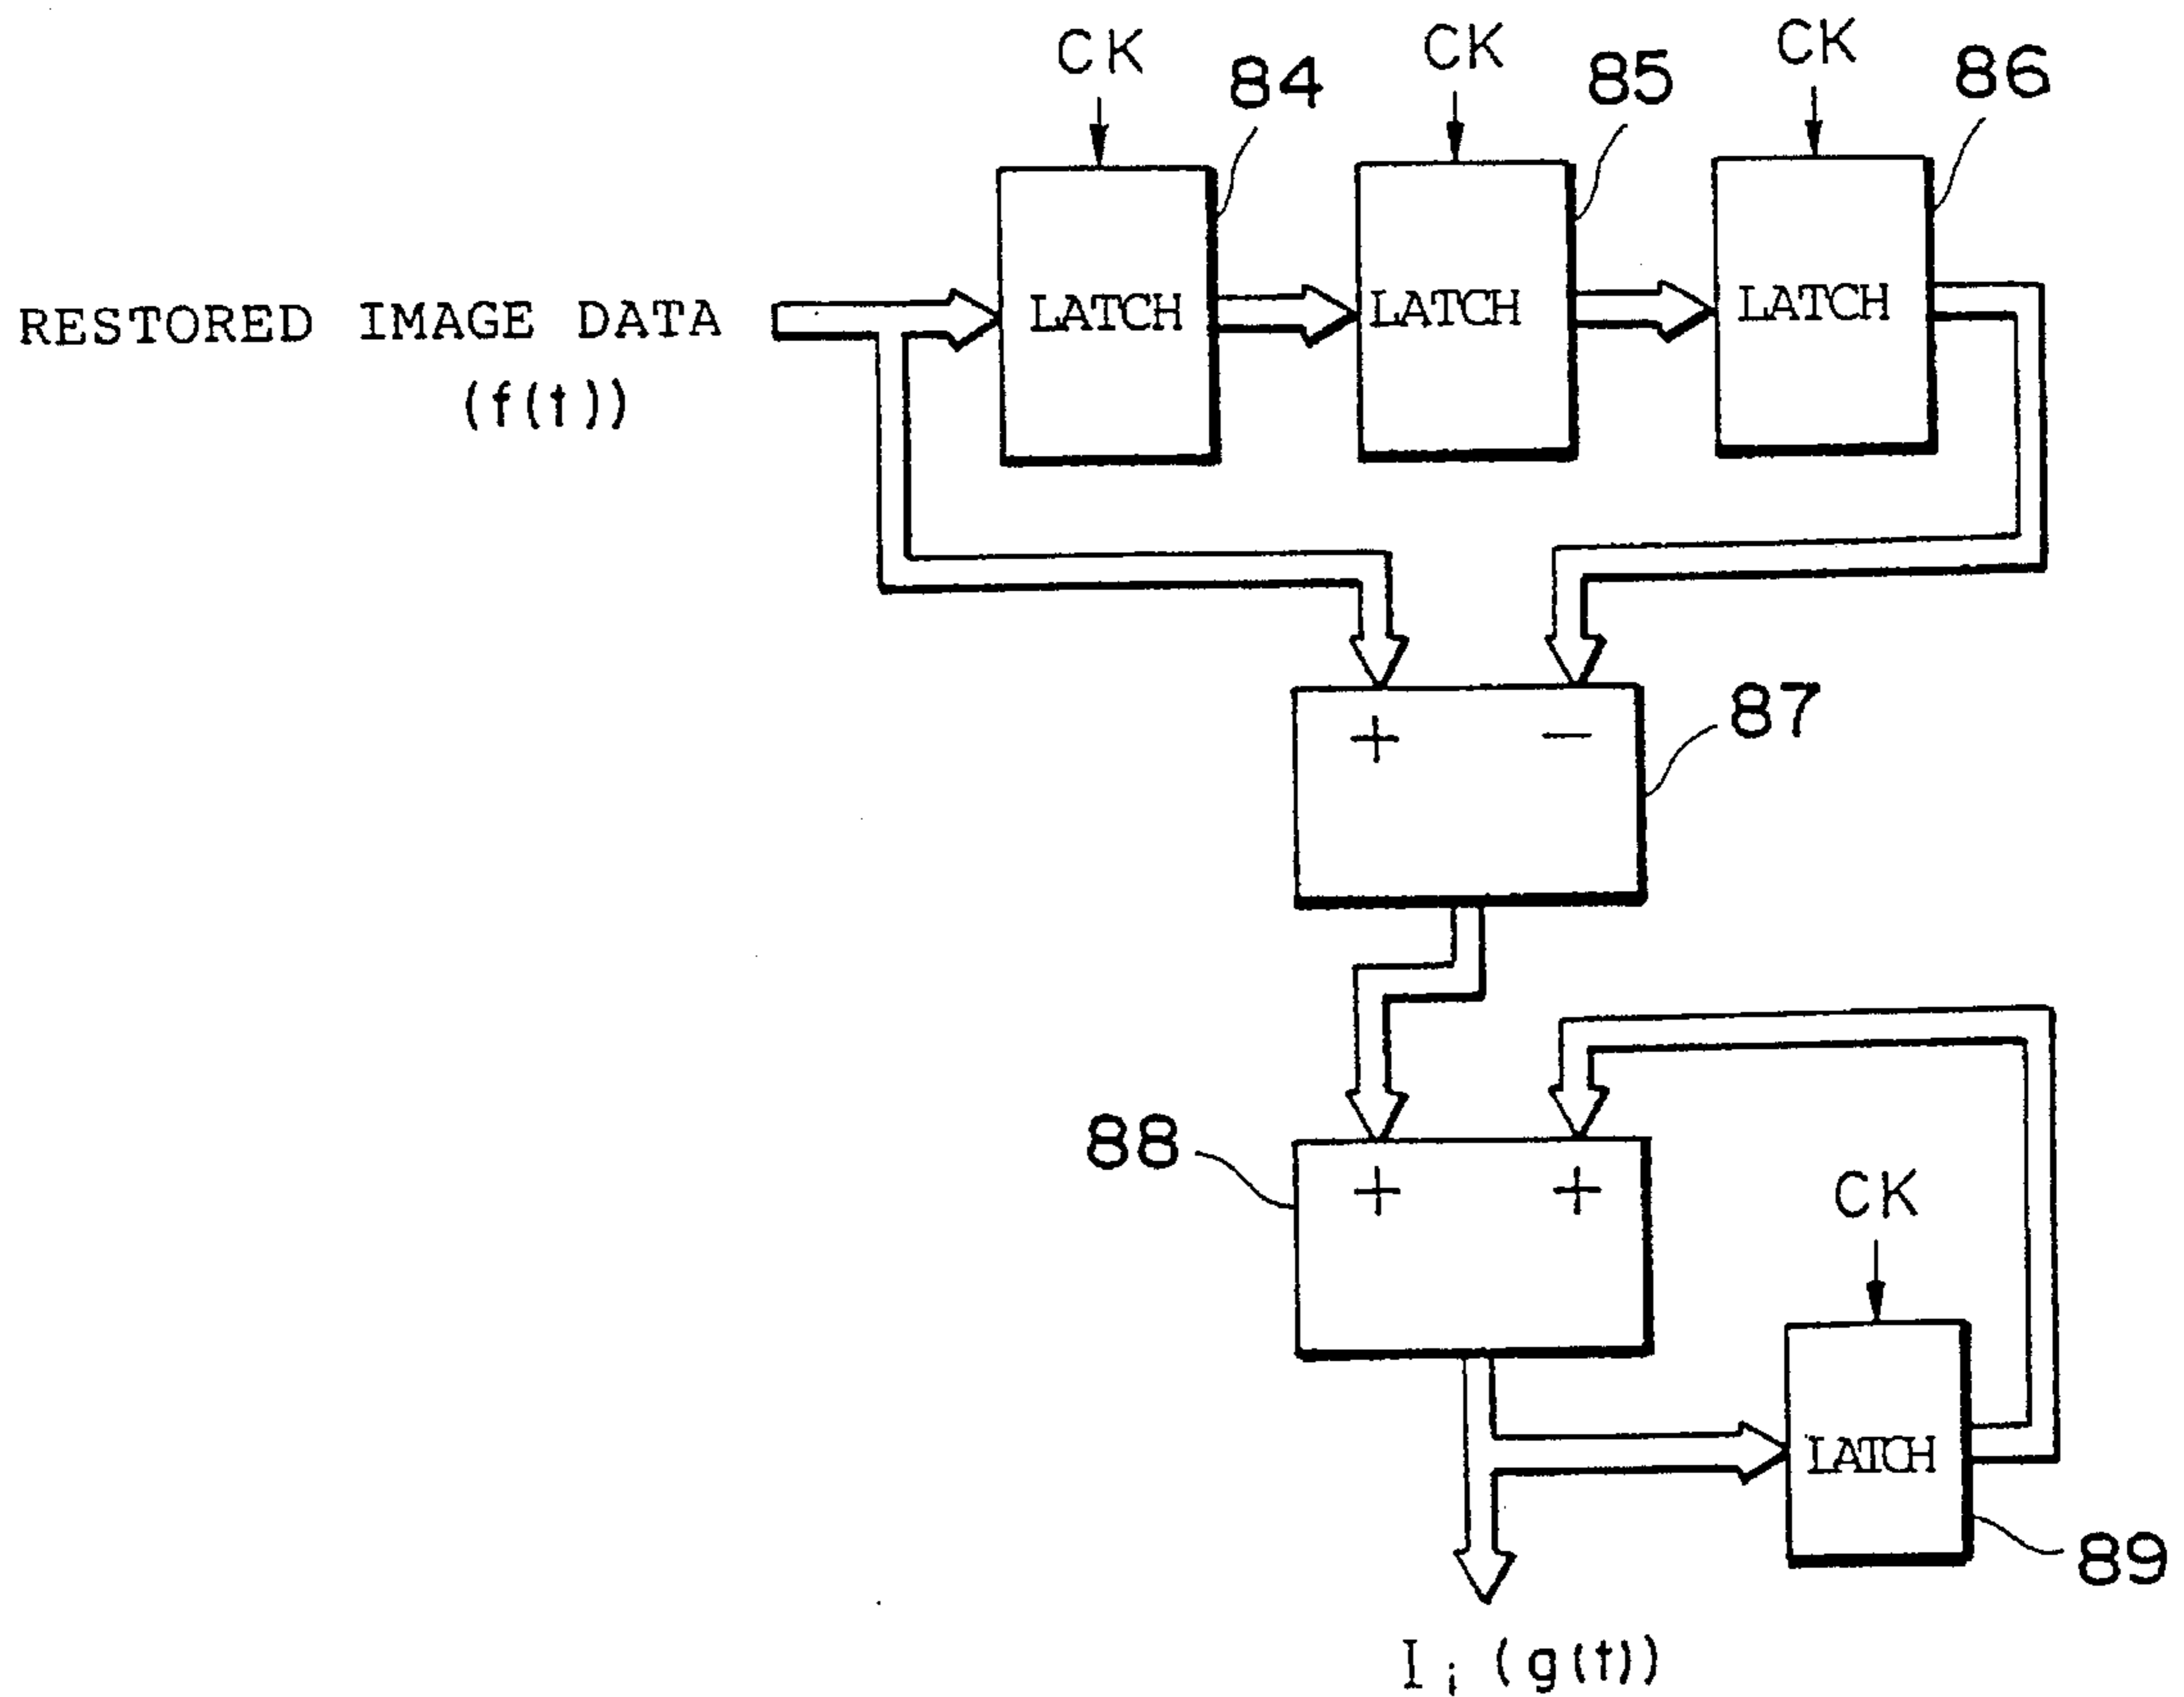 CK
84
CK
85
CK
86
RESTORED IMAGE DATA
(f(t))
LATCH
LATCH
LATCH
+
−
87
88
+
+
CK
LATCH
89
I i (g(t))